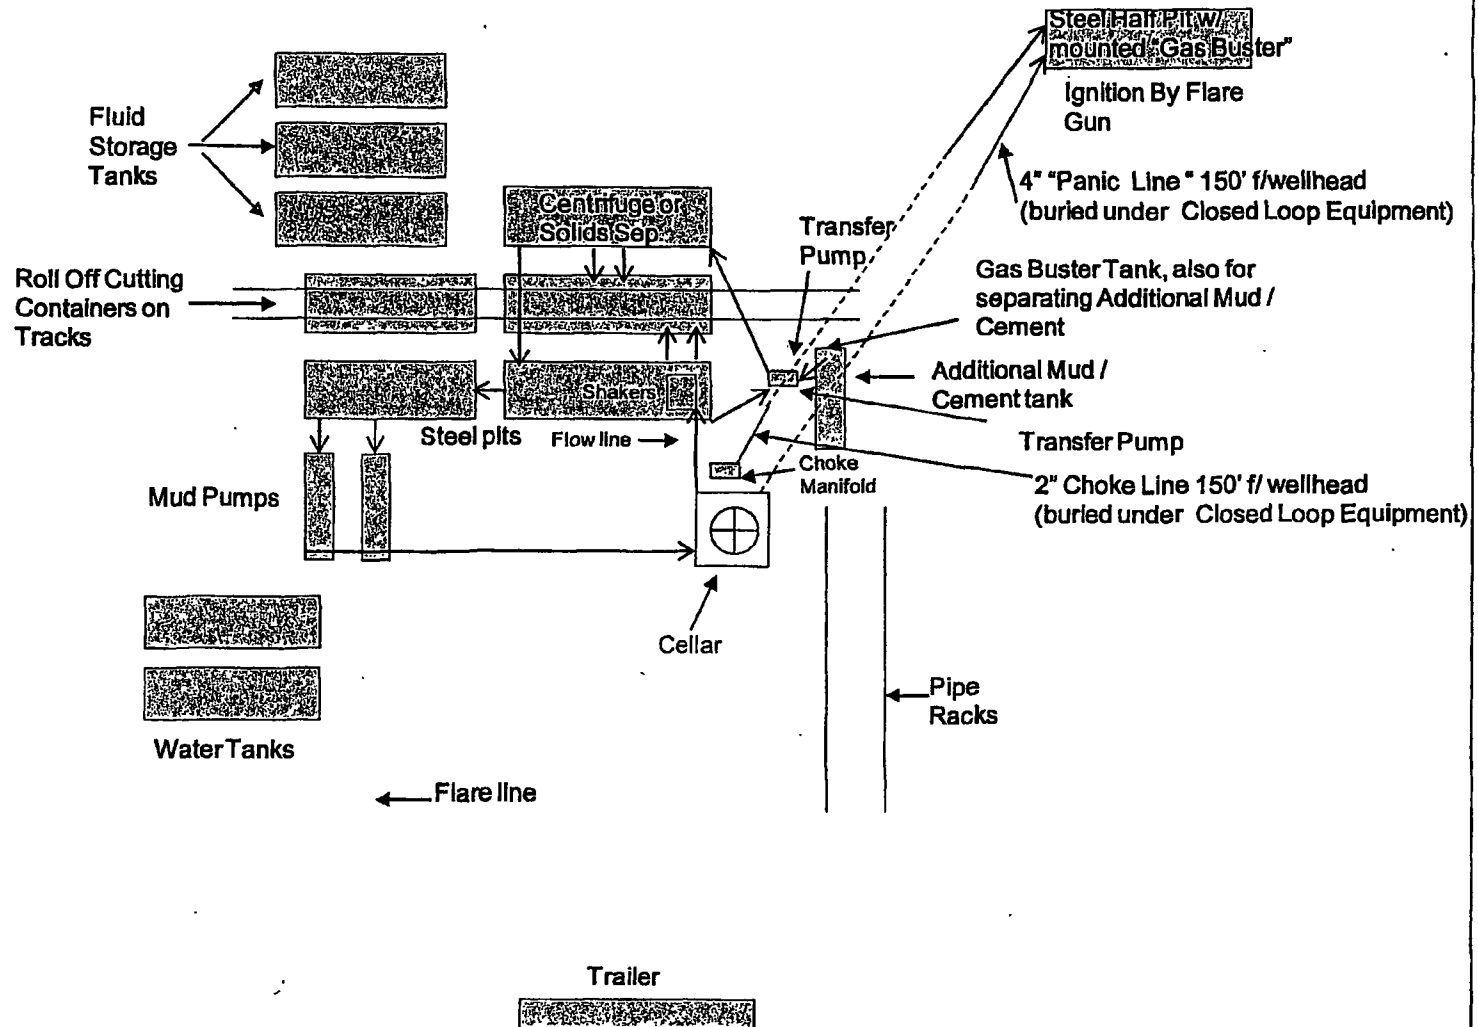 Steel Half Pit w/
mounted "Gas Buster"
Ignition By Flare
Gun
Fluid
Storage
Tanks
4" "Panic Line " 150' f/wellhead
(buried under Closed Loop Equipment)
Centrifuge or
Solids Sep.
Transfer
Pump
Roll Off Cutting
Containers on
Tracks
Gas Buster Tank, also for
separating Additional Mud /
Cement
Shakers
Additional Mud /
Cement tank
Steel pits
Flow line
Transfer Pump
Choke
Manifold
2" Choke Line 150' f/ wellhead
(buried under Closed Loop Equipment)
Mud Pumps
Cellar
Pipe
Racks
Water Tanks
Flare line
Trailer